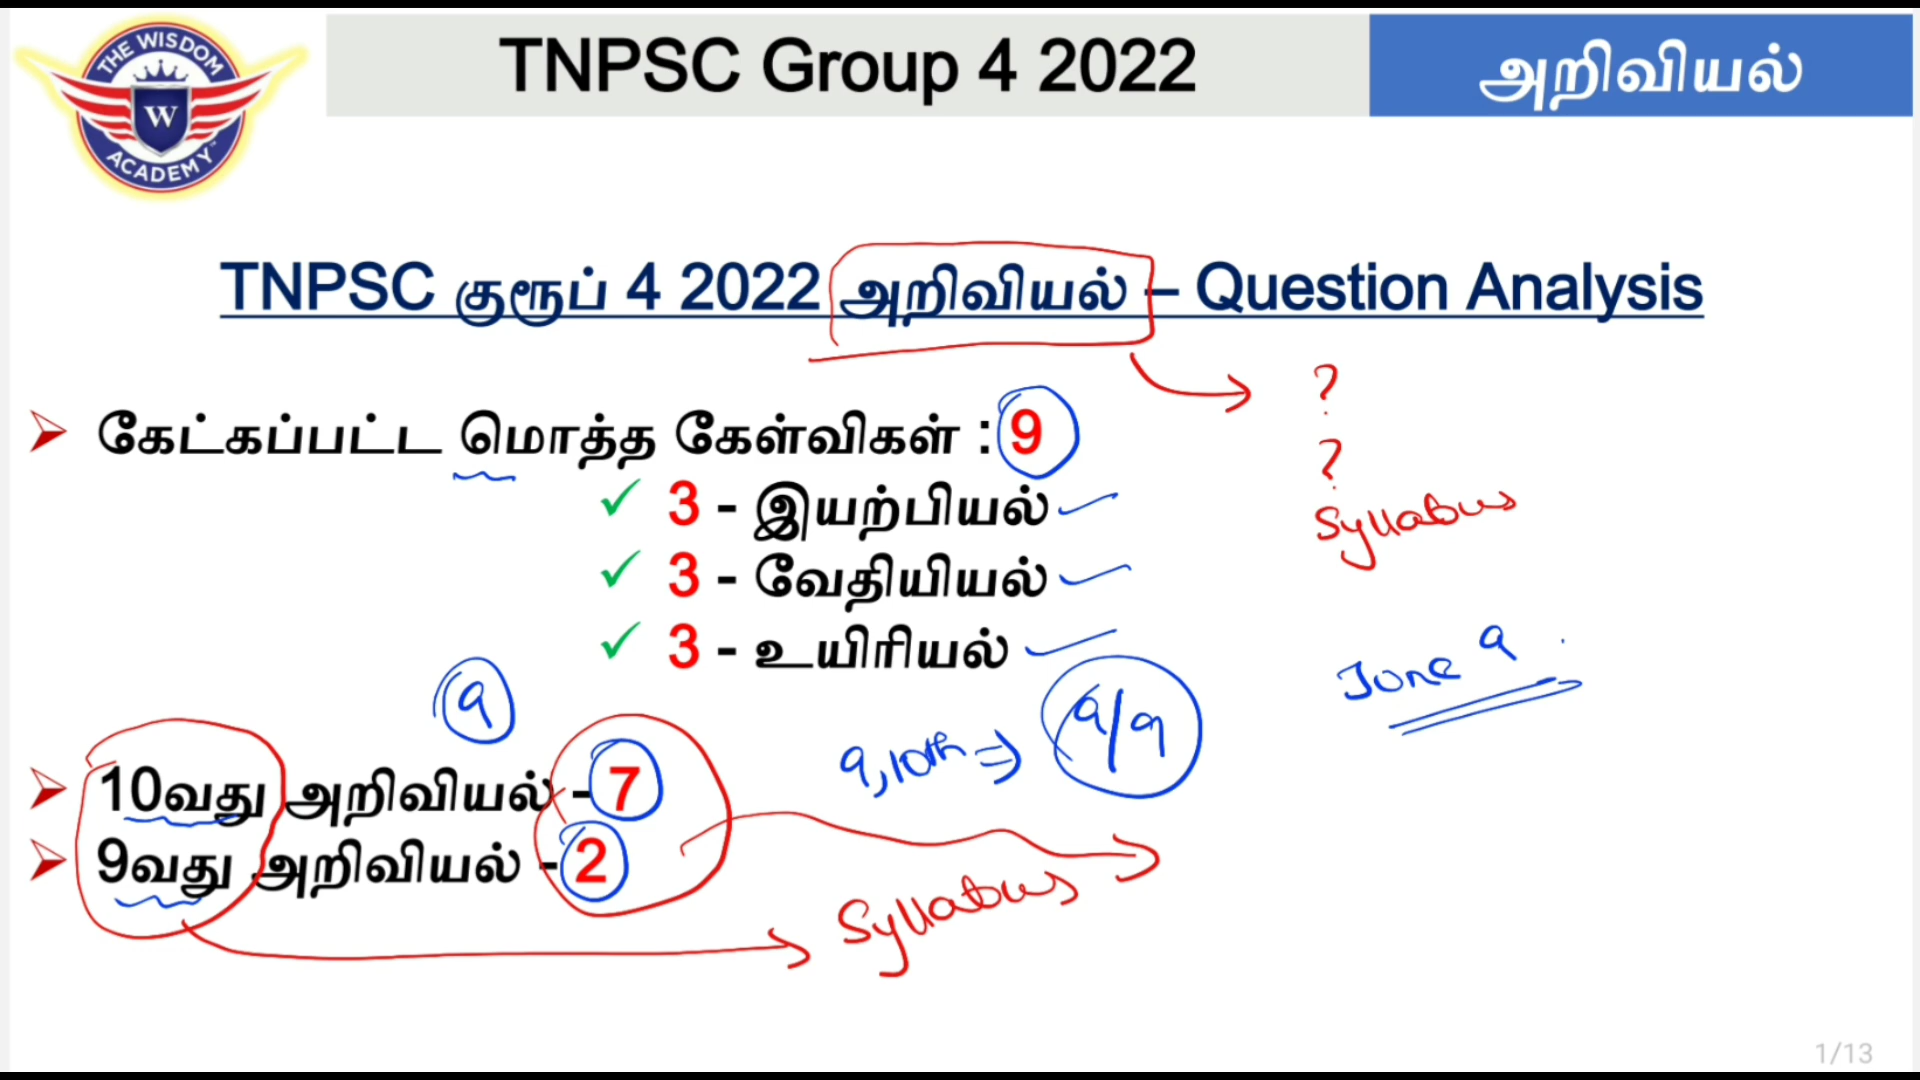 THE WISDOM
W
ACADEMY™
TNPSC Group 4 2022
அறிவியல்
TNPSC குரூப் 4 2022 அறிவியல் – Question Analysis
?
கேட்கப்பட்ட மொத்த கேள்விகள் : 9
?
3 - இயற்பியல்
Syllabus
3 - வேதியியல்
3 - உயிரியல்
June 9
9
9,10th ⇒ 9/9
10வது அறிவியல் - 7
9வது அறிவியல் - 2
Syllabus
1/13